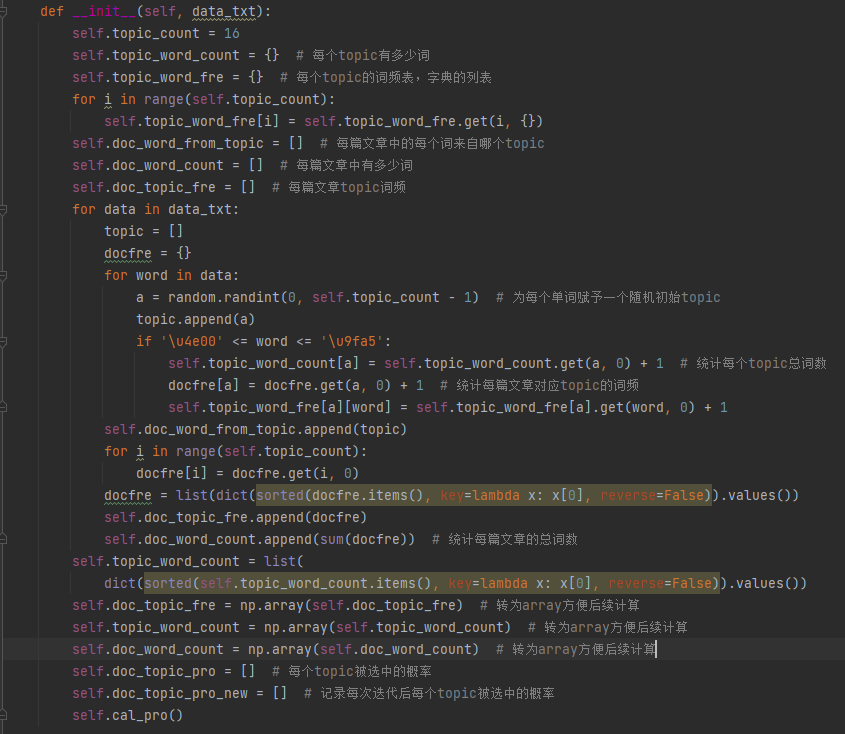 def __init__(self, data_txt):
    self.topic_count = 16
    self.topic_word_count = {}  # 每个topic有多少词
    self.topic_word_fre = {}  # 每个topic的词频表，字典的列表
    for i in range(self.topic_count):
        self.topic_word_fre[i] = self.topic_word_fre.get(i, {})
    self.doc_word_from_topic = []  # 每篇文章中的每个词来自哪个topic
    self.doc_word_count = []  # 每篇文章中有多少词
    self.doc_topic_fre = []  # 每篇文章topic词频
    for data in data_txt:
        topic = []
        docfre = {}
        for word in data:
            a = random.randint(0, self.topic_count - 1)  # 为每个单词赋予一个随机初始topic
            topic.append(a)
            if '\u4e00' <= word <= '\u9fa5':
                self.topic_word_count[a] = self.topic_word_count.get(a, 0) + 1  # 统计每个topic总词数
                docfre[a] = docfre.get(a, 0) + 1  # 统计每篇文章对应topic的词频
                self.topic_word_fre[a][word] = self.topic_word_fre[a].get(word, 0) + 1
        self.doc_word_from_topic.append(topic)
        for i in range(self.topic_count):
            docfre[i] = docfre.get(i, 0)
        docfre = list(dict(sorted(docfre.items(), key=lambda x: x[0], reverse=False)).values())
        self.doc_topic_fre.append(docfre)
        self.doc_word_count.append(sum(docfre))  # 统计每篇文章的总词数
    self.topic_word_count = list(
        dict(sorted(self.topic_word_count.items(), key=lambda x: x[0], reverse=False)).values())
    self.doc_topic_fre = np.array(self.doc_topic_fre)  # 转为array方便后续计算
    self.topic_word_count = np.array(self.topic_word_count)  # 转为array方便后续计算
    self.doc_word_count = np.array(self.doc_word_count)  # 转为array方便后续计算
    self.doc_topic_pro = []  # 每个topic被选中的概率
    self.doc_topic_pro_new = []  # 记录每次迭代后每个topic被选中的概率
    self.cal_pro()